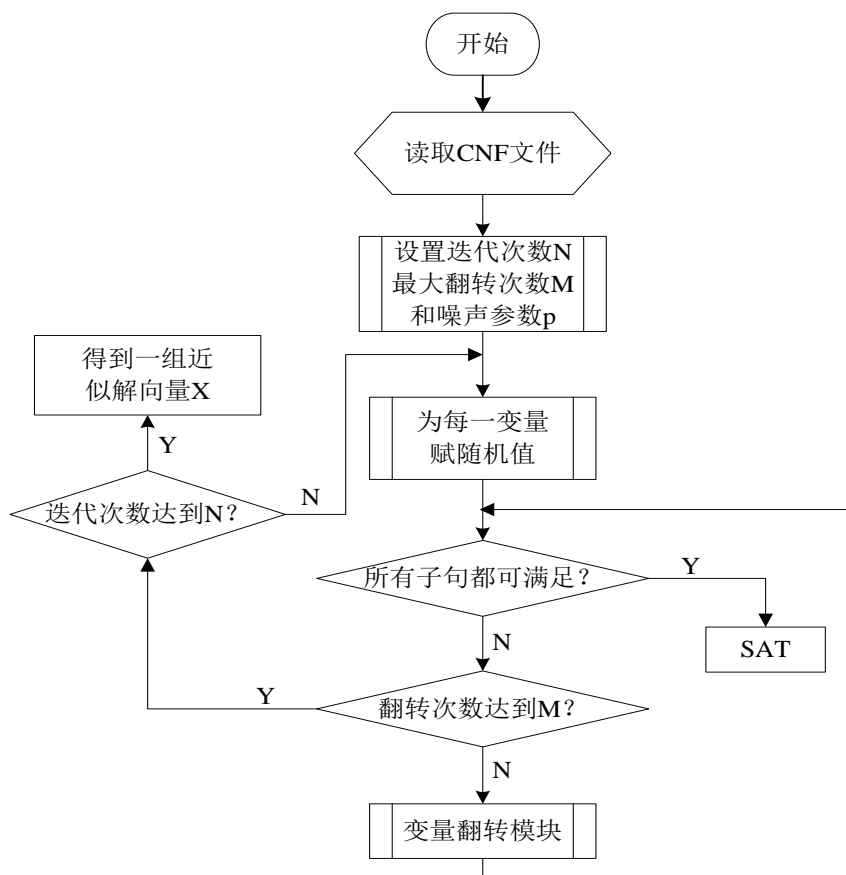 开始
读取CNF文件
设置迭代次数N
最大翻转次数M
和噪声参数p
得到一组近
似解向量X
为每一变量
赋随机值
Y
迭代次数达到N？
N
所有子句都可满足？
Y
SAT
N
翻转次数达到M？
Y
N
变量翻转模块